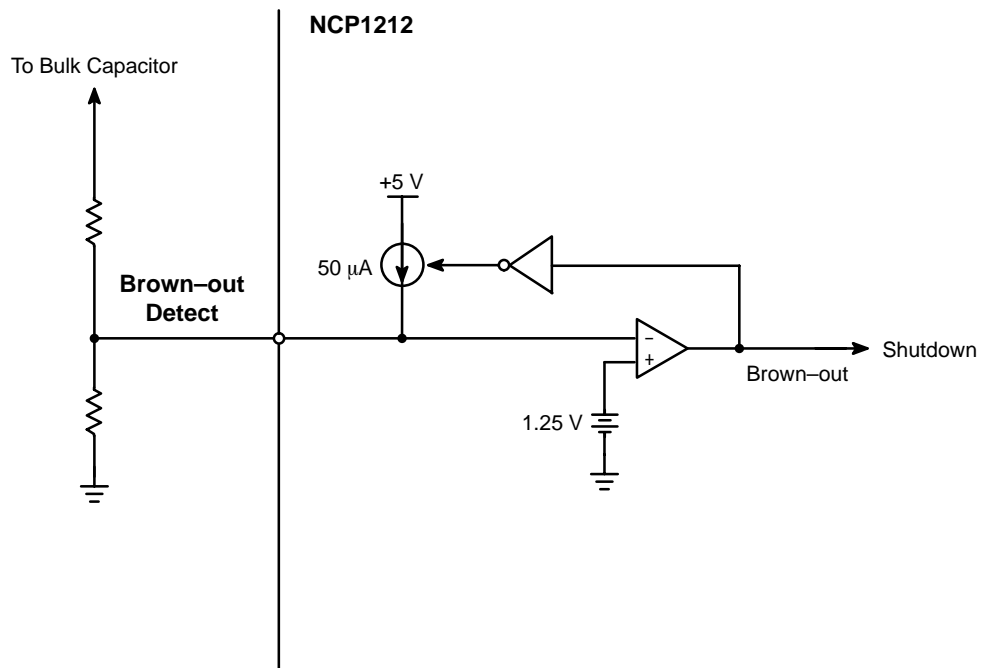 NCP1212
To Bulk Capacitor
+5 V
50 μA
Brown–out
Detect
–
+
Shutdown
Brown–out
1.25 V